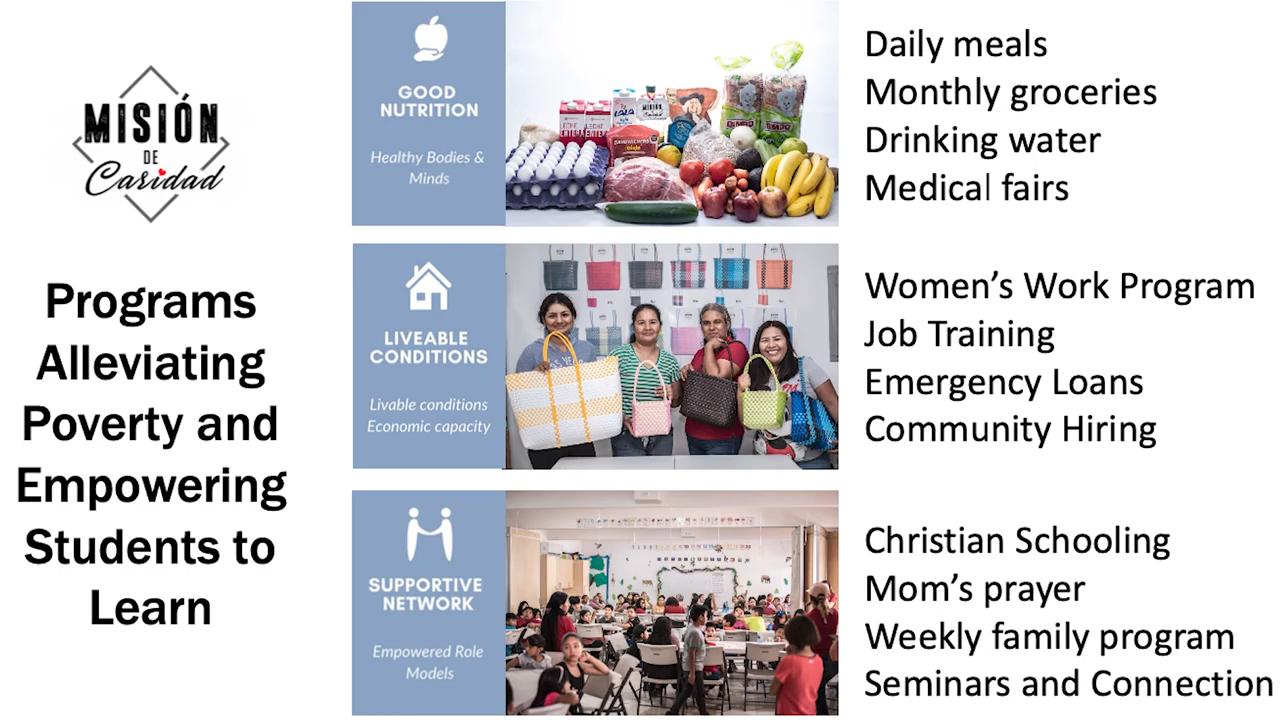 MISIÓN
DE
Caridad
Programs
Alleviating
Poverty and
Empowering
Students to
Learn
GOOD
NUTRITION
Healthy Bodies &
Minds
Daily meals
Monthly groceries
Drinking water
Medical fairs
LIVEABLE
CONDITIONS
Livable conditions
Economic capacity
Women’s Work Program
Job Training
Emergency Loans
Community Hiring
SUPPORTIVE
NETWORK
Empowered Role
Models
Christian Schooling
Mom’s prayer
Weekly family program
Seminars and Connection